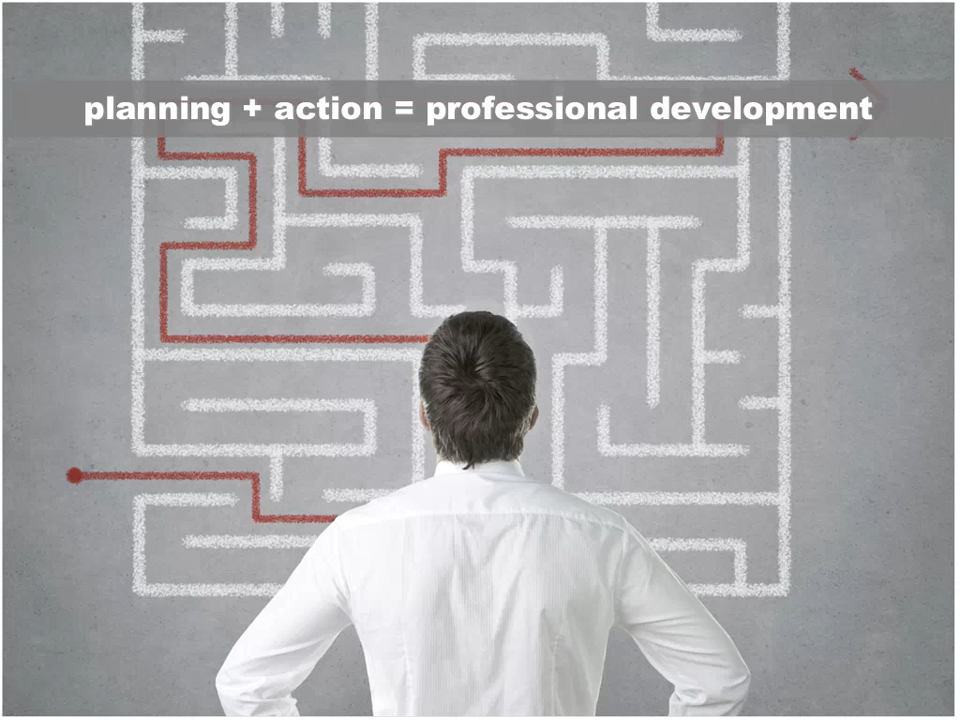 planning + action = professional development